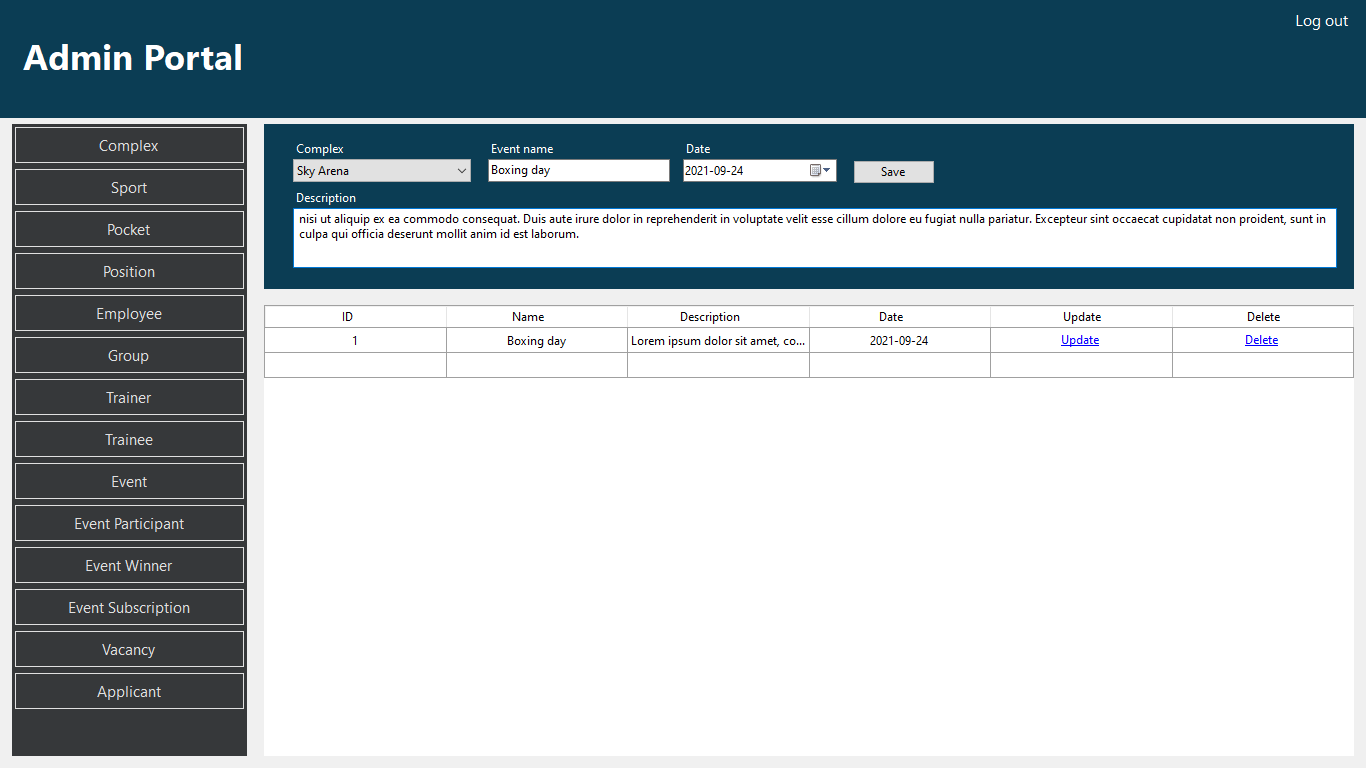 Log out
Admin Portal
Complex
Sport
Pocket
Position
Employee
Group
Trainer
Trainee
Event
Event Participant
Event Winner
Event Subscription
Vacancy
Applicant
Complex Event name Date
Sky Arena Boxing day 2021-09-24 Save
Description
nisi ut aliquip ex ea commodo consequat. Duis aute irure dolor in reprehenderit in voluptate velit esse cillum dolore eu fugiat nulla pariatur. Excepteur sint occaecat cupidatat non proident, sunt in
culpa qui officia deserunt mollit anim id est laborum.
ID Name Description Date Update Delete
1 Boxing day Lorem ipsum dolor sit amet, co... 2021-09-24 Update Delete